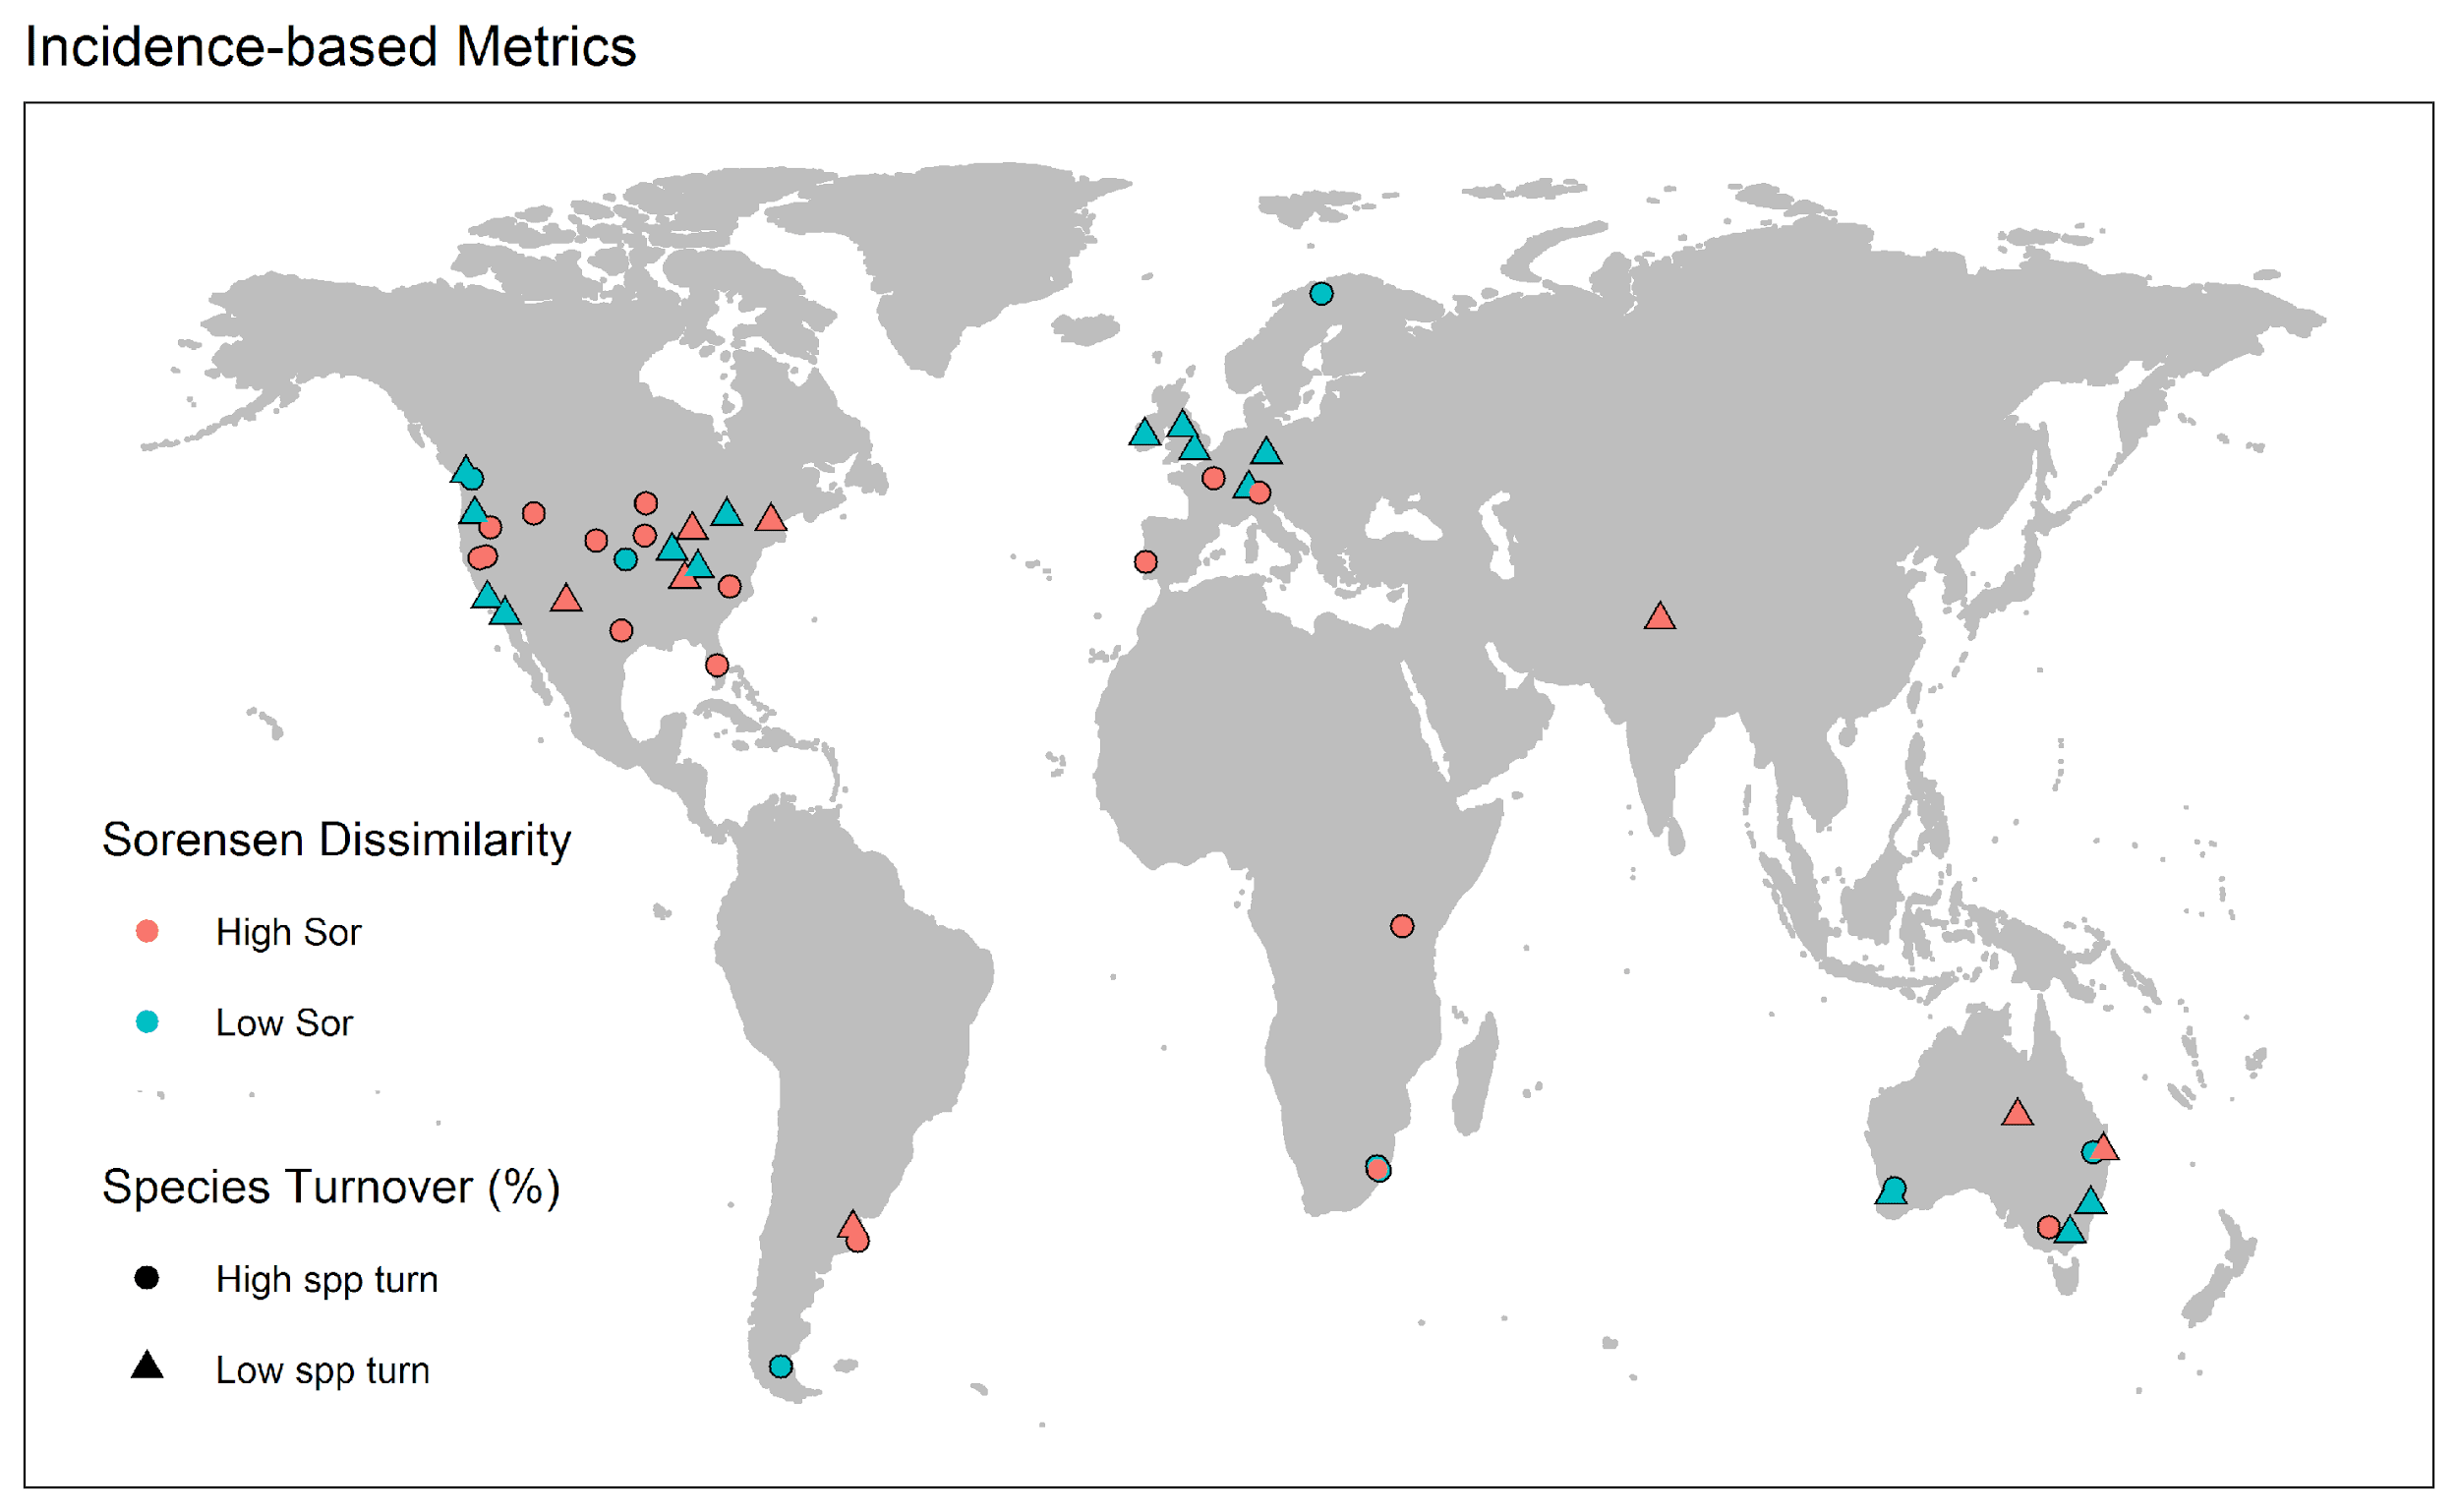 Incidence-based Metrics
Sorensen Dissimilarity
High Sor
Low Sor
Species Turnover (%)
High spp turn
Low spp turn